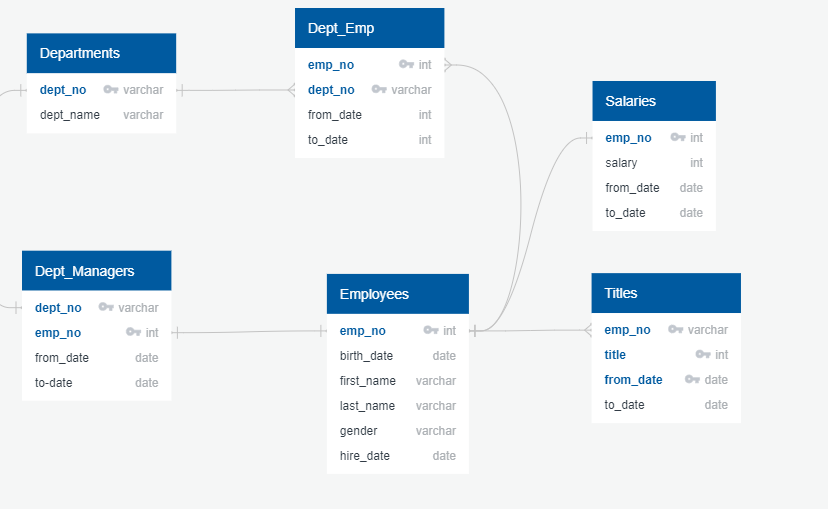 Departments
dept_no varchar
dept_name varchar
Dept_Emp
emp_no int
dept_no varchar
from_date int
to_date int
Salaries
emp_no int
salary int
from_date date
to_date date
Dept_Managers
dept_no varchar
emp_no int
from_date date
to-date date
Employees
emp_no int
birth_date date
first_name varchar
last_name varchar
gender varchar
hire_date date
Titles
emp_no varchar
title int
from_date date
to_date date